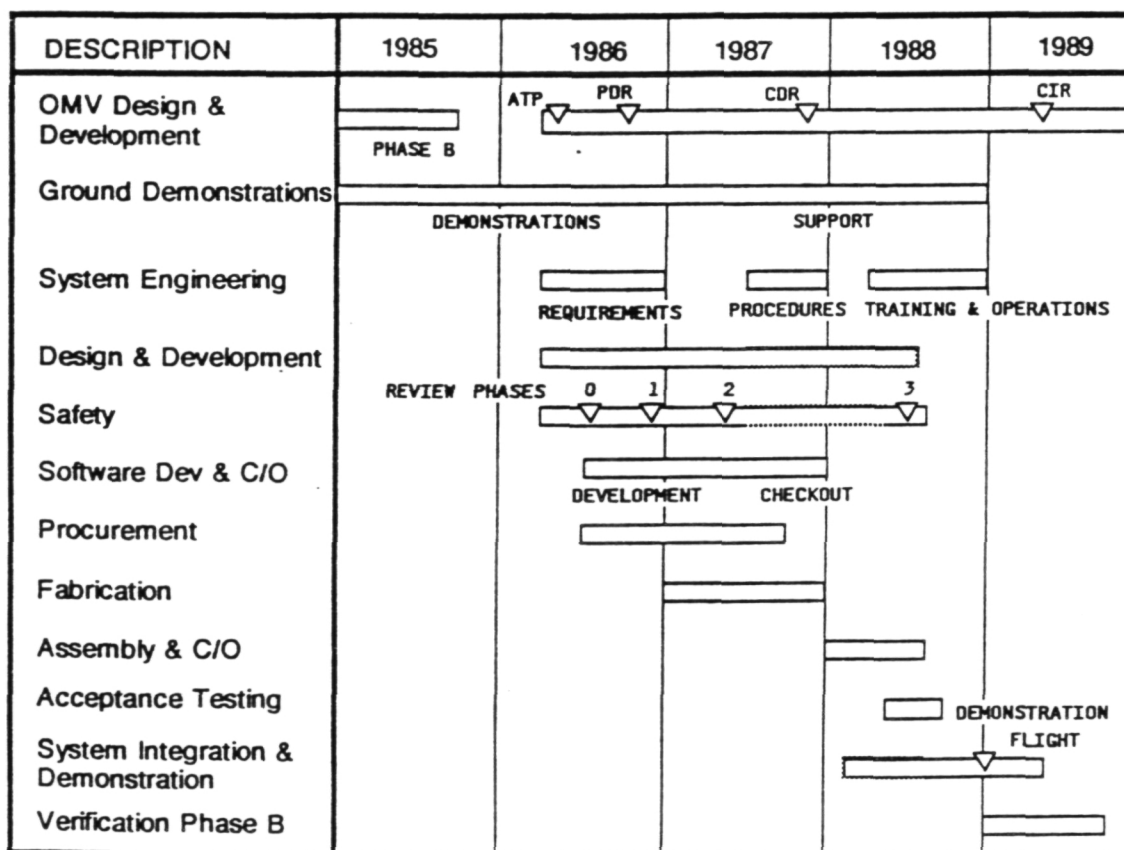 DESCRIPTION 1985 1986 1987 1988 1989
OMV Design &
Development
ATP PDR CDR CIR
PHASE B
Ground Demonstrations
DEMONSTRATIONS SUPPORT
System Engineering
REQUIREMENTS PROCEDURES TRAINING & OPERATIONS
Design & Development
REVIEW PHASES 0 1 2 3
Safety
Software Dev & C/O
DEVELOPMENT CHECKOUT
Procurement
Fabrication
Assembly & C/O
Acceptance Testing
DEMONSTRATION
FLIGHT
System Integration &
Demonstration
Verification Phase B